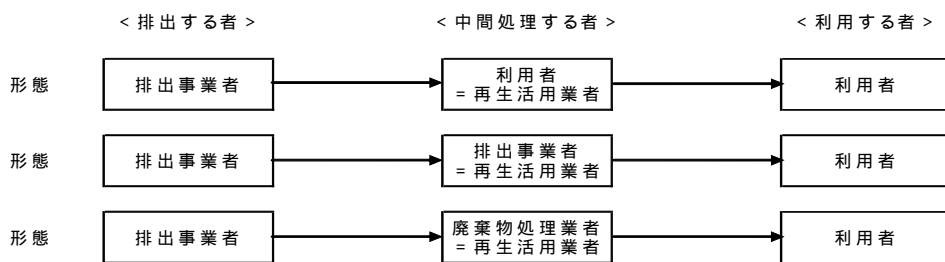 <排出する者> <中間処理する者> <利用する者>
形態 排出事業者 利用者 利用者
=再生活用業者
形態 排出事業者 排出事業者 利用者
=再生活用業者
形態 排出事業者 廃棄物処理業者 利用者
=再生活用業者